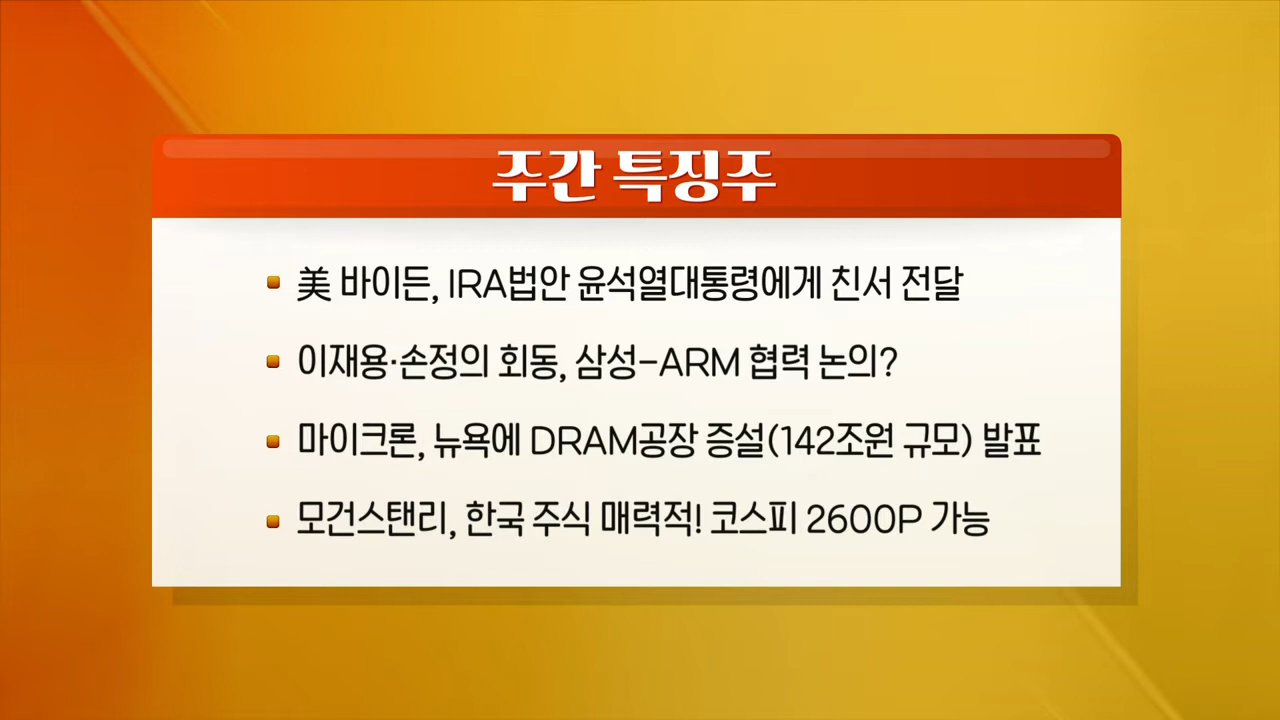 주간 특징주
美 바이든, IRA법안 윤석열대통령에게 친서 전달
이재용·손정의 회동, 삼성-ARM 협력 논의?
마이크론, 뉴욕에 DRAM공장 증설(142조원 규모) 발표
모건스탠리, 한국 주식 매력적! 코스피 2600P 가능